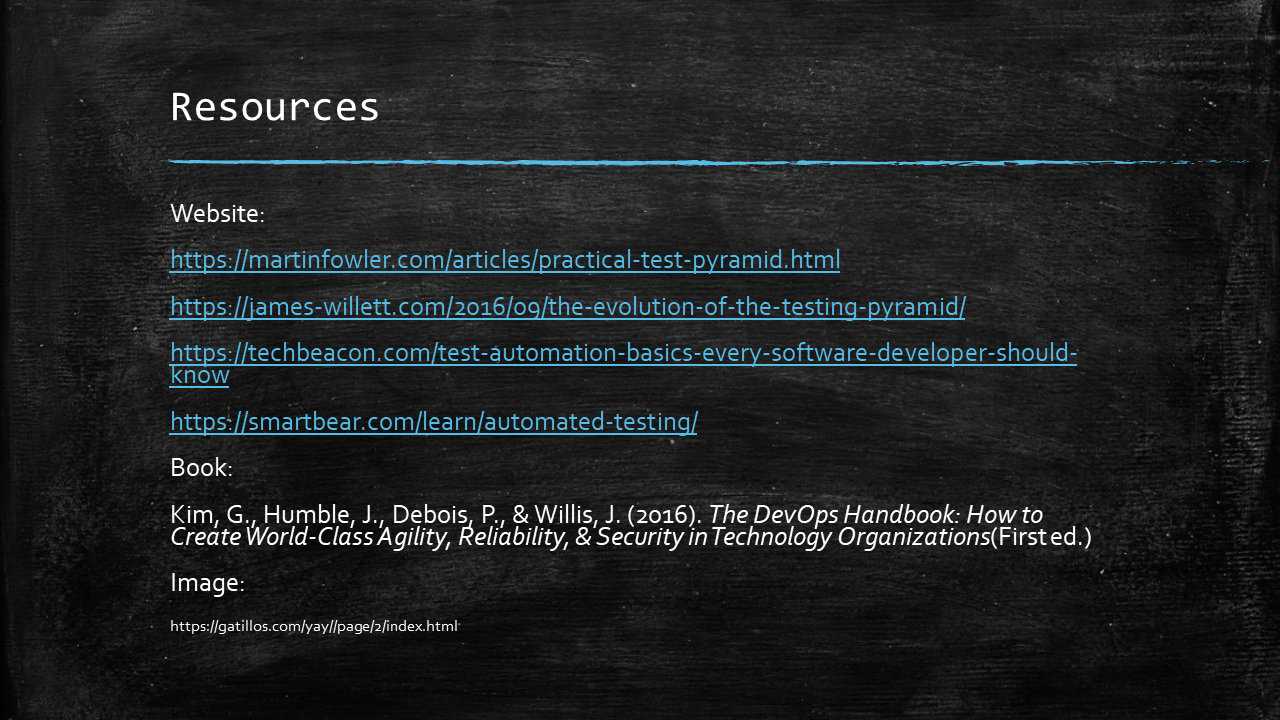 Resources
Website:
https://martinfowler.com/articles/practical-test-pyramid.html
https://james-willett.com/2016/09/the-evolution-of-the-testing-pyramid/
https://techbeacon.com/test-automation-basics-every-software-developer-should-
know
https://smartbear.com/learn/automated-testing/
Book:
Kim, G., Humble, J., Debois, P., & Willis, J. (2016). The DevOps Handbook: How to
Create World-Class Agility, Reliability, & Security in Technology Organizations(First ed.)
Image:
https://gatillos.com/yay//page/2/index.html